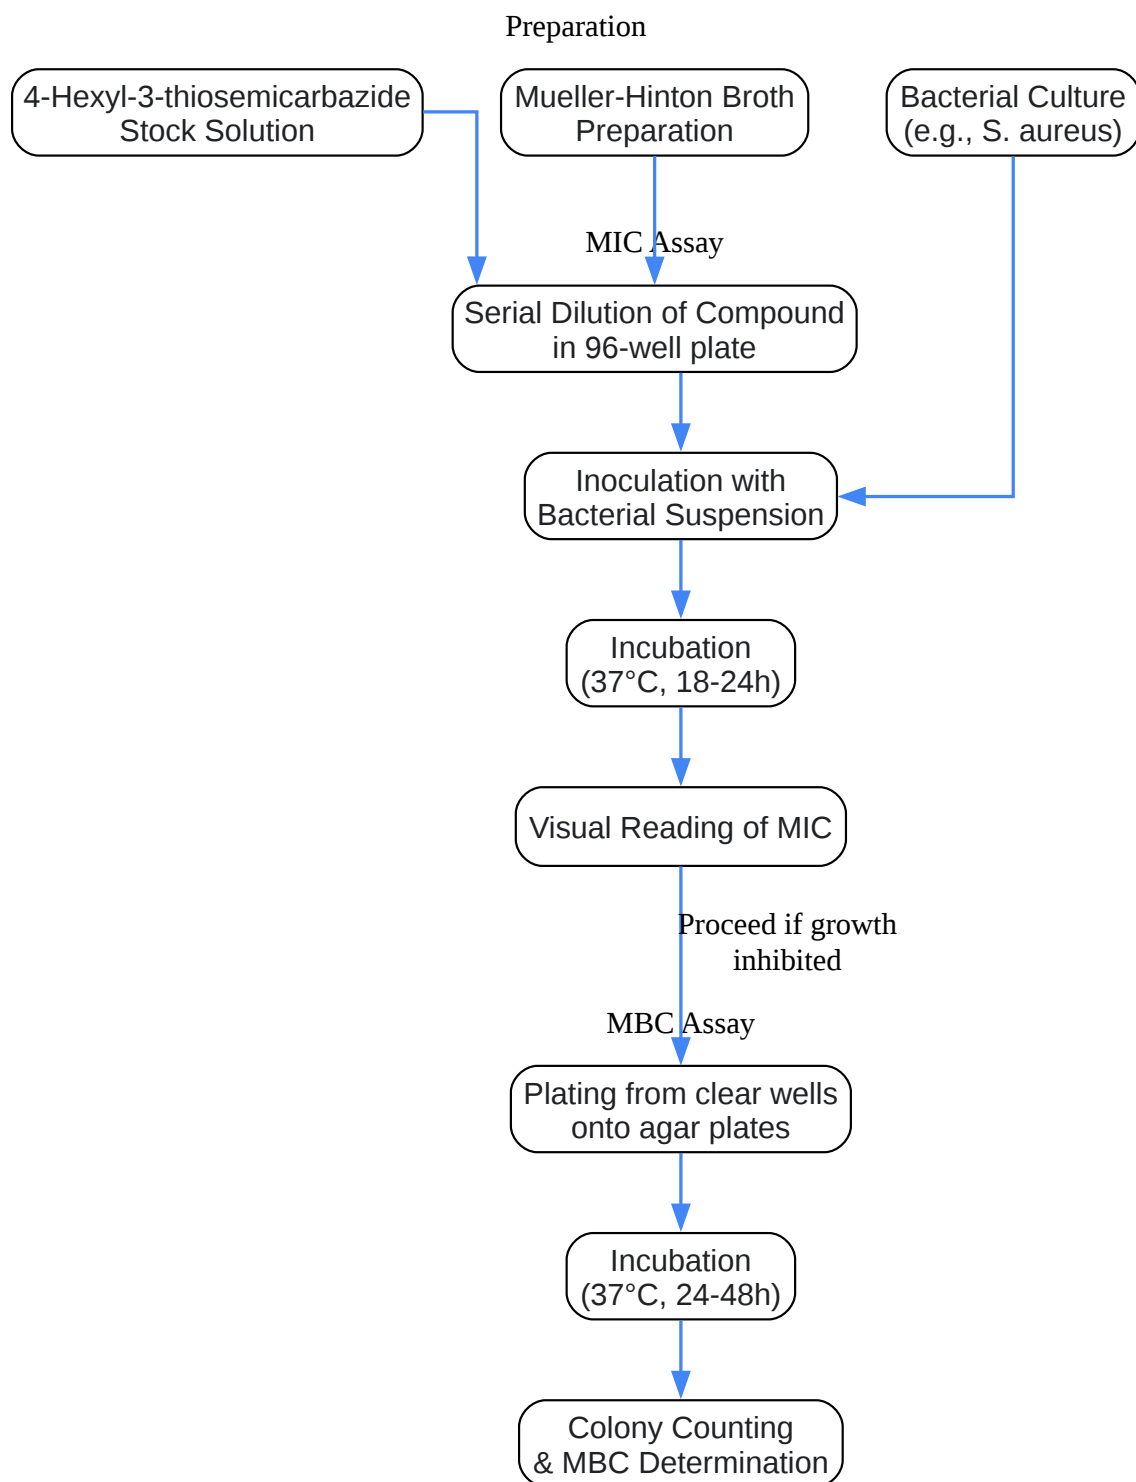 Preparation
4-Hexyl-3-thiosemicarbazide
Stock Solution
Mueller-Hinton Broth
Preparation
Bacterial Culture
(e.g., S. aureus)
MIC Assay
Serial Dilution of Compound
in 96-well plate
Inoculation with
Bacterial Suspension
Incubation
(37°C, 18-24h)
Visual Reading of MIC
Proceed if growth
inhibited
MBC Assay
Plating from clear wells
onto agar plates
Incubation
(37°C, 24-48h)
Colony Counting
& MBC Determination